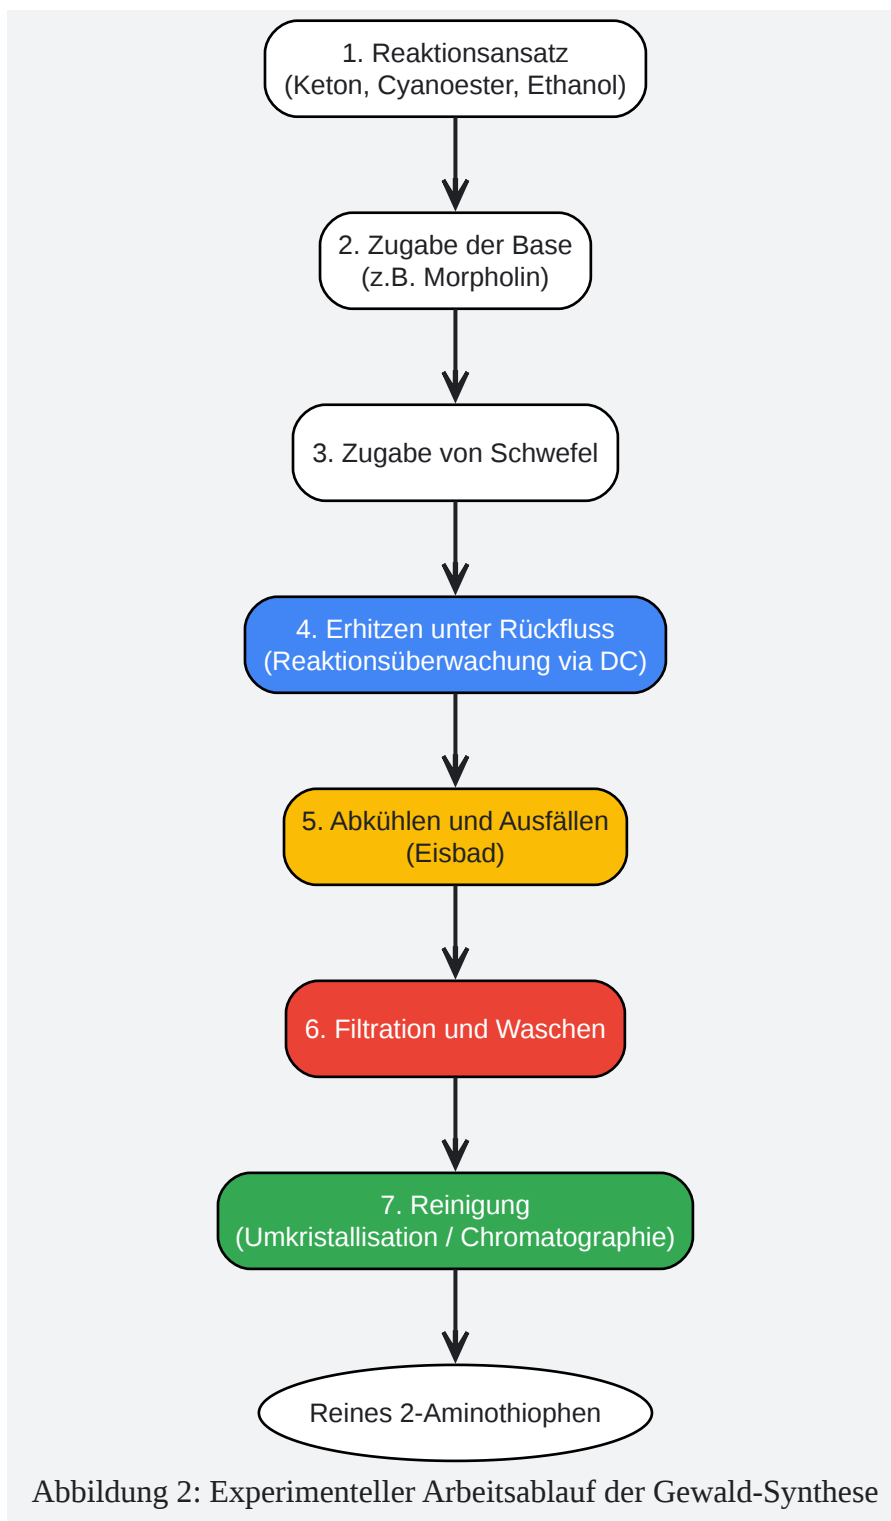 1. Reaktionsansatz
(Keton, Cyanoester, Ethanol)
2. Zugabe der Base
(z.B. Morpholin)
3. Zugabe von Schwefel
4. Erhitzen unter Rückfluss
(Reaktionsüberwachung via DC)
5. Abkühlen und Ausfällen
(Eisbad)
6. Filtration und Waschen
7. Reinigung
(Umkristallisation / Chromatographie)
Reines 2-Aminothiophen
Abbildung 2: Experimenteller Arbeitsablauf der Gewald-Synthese